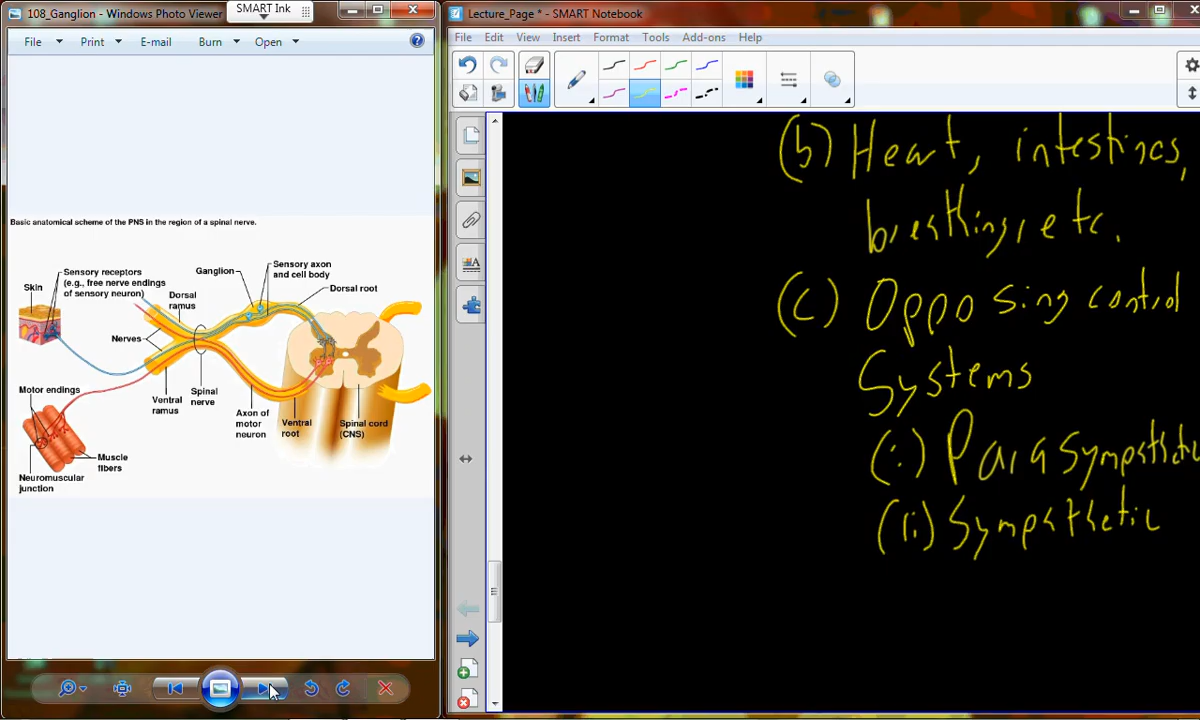 108_Ganglion - Windows Photo Viewer
SMART Ink
File Print E-mail Burn Open
Basic anatomical scheme of the PNS in the region of a spinal nerve.
Skin
Sensory receptors
(e.g., free nerve endings
of sensory neuron)
Dorsal
ramus
Ganglion
Sensory axon
and cell body
Dorsal root
Nerves
Motor endings
Ventral
ramus
Spinal
nerve
Axon of
motor
neuron
Ventral
root
Spinal cord
(CNS)
Muscle
fibers
Neuromuscular
junction
Lecture_Page * - SMART Notebook
File Edit View Insert Format Tools Add-ons Help
(b) Heart, intestines,
breathing, etc.
(c) Opposing control
Systems
(i) Parasympathetic
(ii) Sympathetic